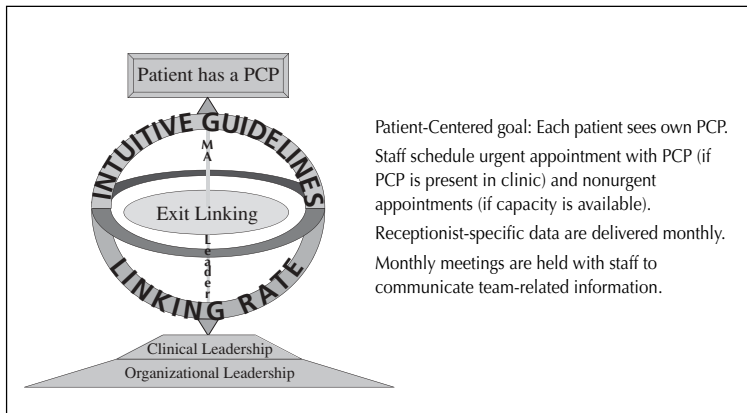 Patient has a PCP
INTUITIVE GUIDELINES
MA
Exit Linking
Leader
LINKING RATE
Clinical Leadership
Organizational Leadership
Patient-Centered goal: Each patient sees own PCP.
Staff schedule urgent appointment with PCP (if
PCP is present in clinic) and nonurgent
appointments (if capacity is available).
Receptionist-specific data are delivered monthly.
Monthly meetings are held with staff to
communicate team-related information.